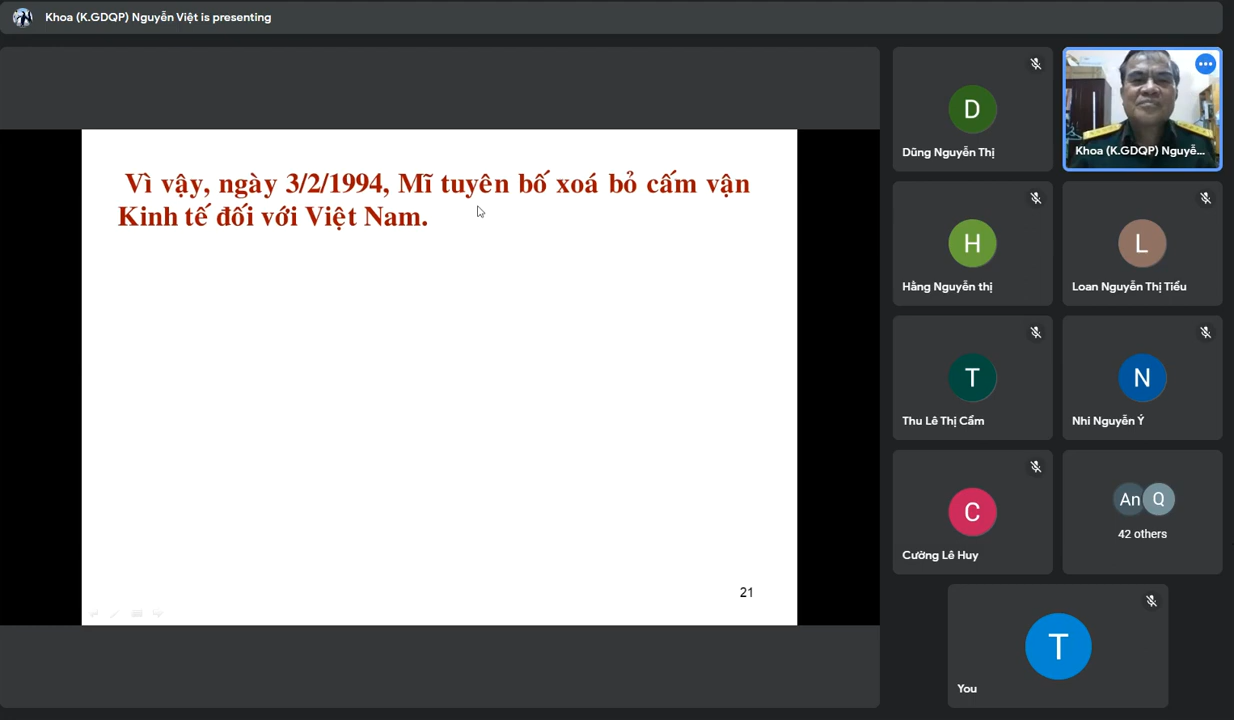 Khoa (K.GDQP) Nguyễn Việt is presenting
Vì vậy, ngày 3/2/1994, Mĩ tuyên bố xoá bỏ cấm vận
Kinh tế đối với Việt Nam.
21
D
Dũng Nguyễn Thị
Khoa (K.GDQP) Nguyễ...
H
Hằng Nguyễn thị
L
Loan Nguyễn Thị Tiểu
T
Thu Lê Thị Cẩm
N
Nhi Nguyễn Ý
C
Cường Lê Huy
An
Q
42 others
T
You